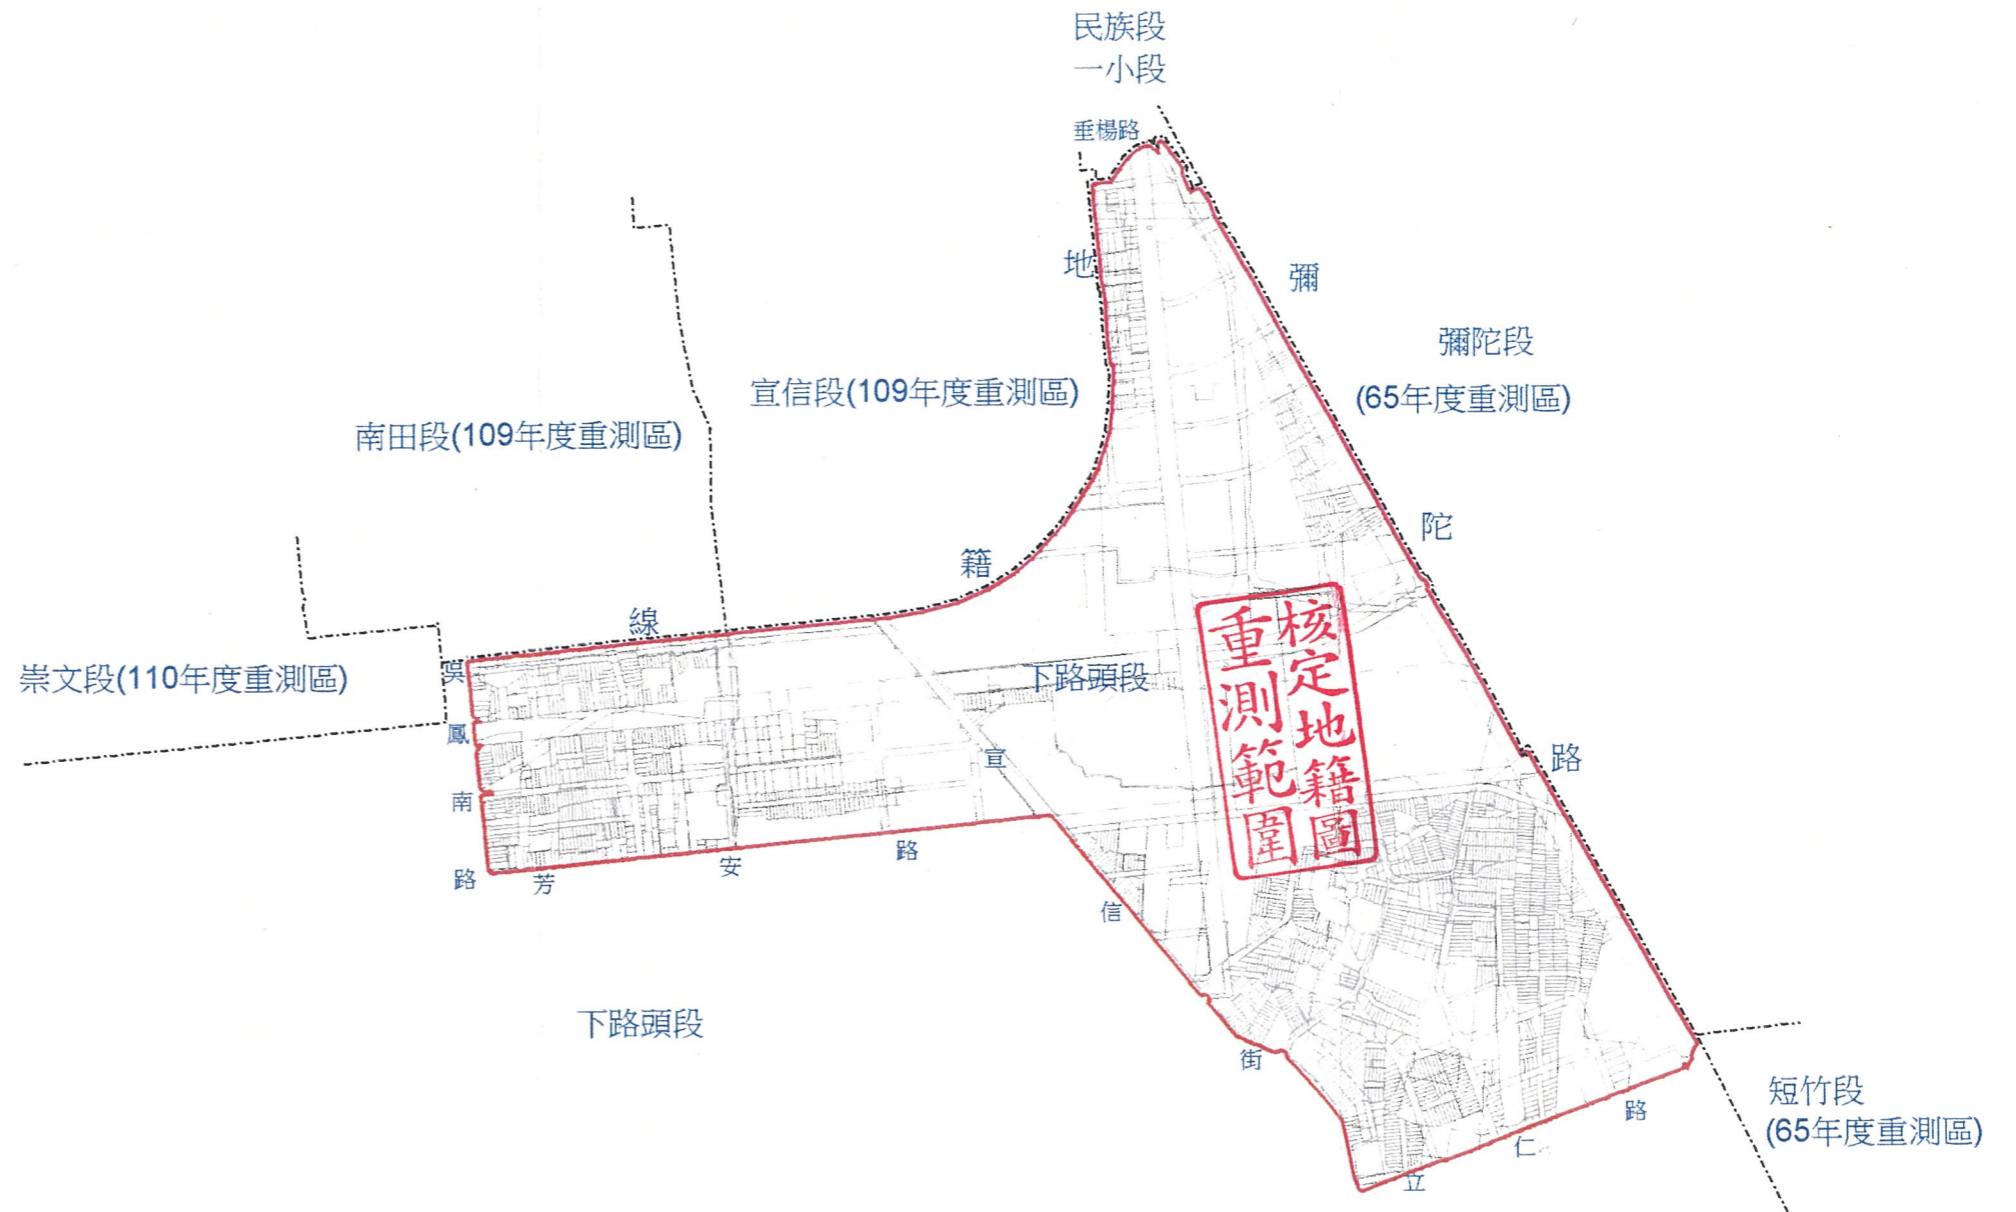 民族段
一小段
垂楊路
地籍線
彌陀路
彌陀段
(65年度重測區)
宣信段(109年度重測區)
南田段(109年度重測區)
崇文段(110年度重測區)
吳鳳南路
下路頭段
核定地籍圖
重測範圍
宣信街
芳安路
下路頭段
立仁路
短竹段
(65年度重測區)